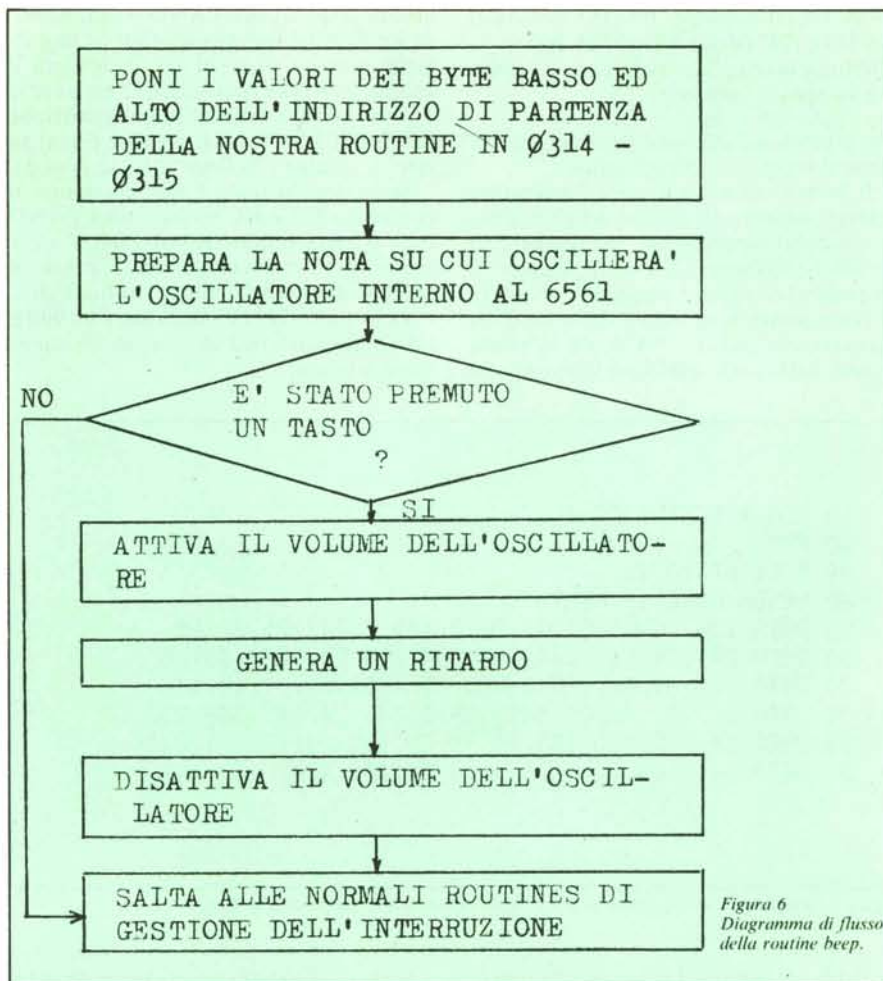 PONI I VALORI DEI BYTE BASSO ED
ALTO DELL'INDIRIZZO DI PARTENZA
DELLA NOSTRA ROUTINE IN Ø314 –
Ø315
PREPARA LA NOTA SU CUI OSCILLERA'
L'OSCILLATORE INTERNO AL 6561
NO
E' STATO PREMUTO
UN TASTO
?
SI
ATTIVA IL VOLUME DELL'OSCILLATO–
RE
GENERA UN RITARDO
DISATTIVA IL VOLUME DELL'OSCIL–
LATORE
SALTA ALLE NORMALI ROUTINES DI
GESTIONE DELL'INTERRUZIONE
Figura 6
Diagramma di flusso
della routine beep.